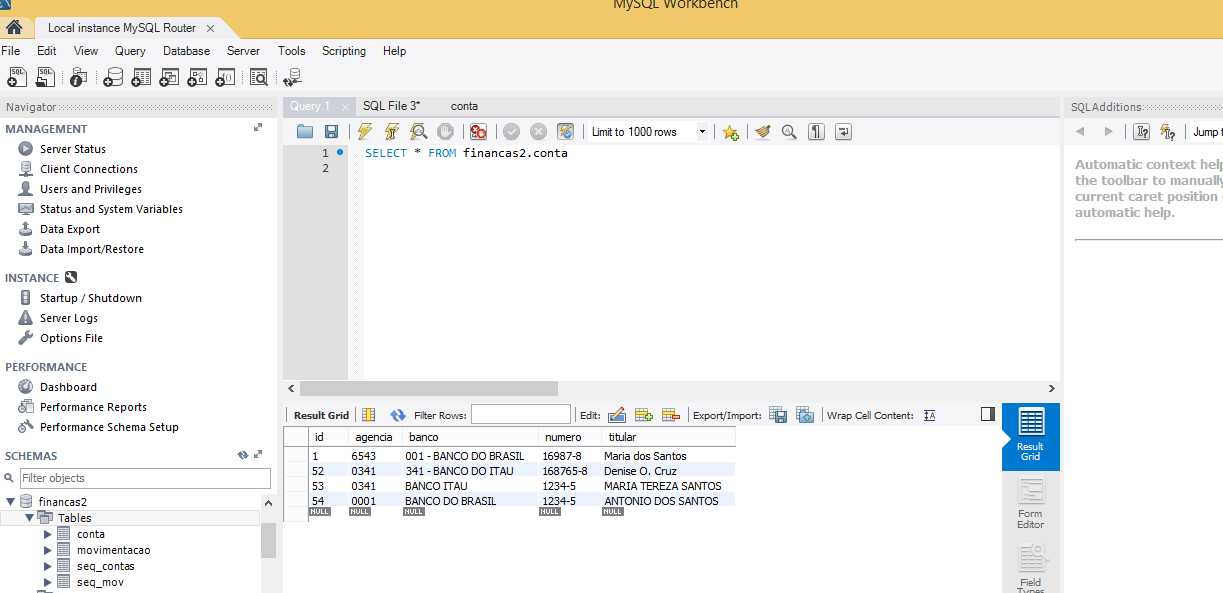 MySQL Workbench
Local instance MySQL Router
File Edit View Query Database Server Tools Scripting Help
Navigator
MANAGEMENT
Server Status
Client Connections
Users and Privileges
Status and System Variables
Data Export
Data Import/Restore
INSTANCE
Startup / Shutdown
Server Logs
Options File
PERFORMANCE
Dashboard
Performance Reports
Performance Schema Setup
SCHEMAS
Filter objects
financas2
Tables
conta
movimentacao
seq_contas
seq_mov
Query 1 SQL File 3* conta
Limit to 1000 rows
1 SELECT * FROM financas2.conta
2
Result Grid Filter Rows: Edit: Export/Import: Wrap Cell Content:
id agencia banco numero titular
1 6543 001 - BANCO DO BRASIL 16987-8 Maria dos Santos
52 0341 341 - BANCO DO ITAU 168765-8 Denise O. Cruz
53 0341 BANCO ITAU 1234-5 MARIA TEREZA SANTOS
54 0001 BANCO DO BRASIL 1234-5 ANTONIO DOS SANTOS
NULL NULL NULL NULL NULL
Result
Grid
Form
Editor
Field
Types
SQLAdditions
Jump
Automatic context help
the toolbar to manually
current caret position
automatic help.